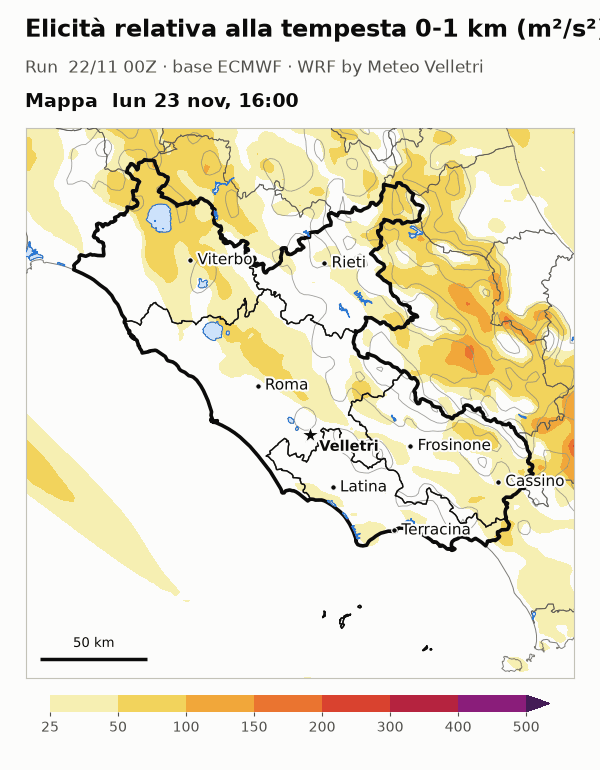 Elicità relativa alla tempesta 0-1 km (m²/s²)
Run  22/11 00Z · base ECMWF · WRF by Meteo Velletri
Mappa  lun 23 nov, 16:00
Viterbo
Rieti
Roma
Velletri
Frosinone
Cassino
Latina
Terracina
50 km
25 50 100 150 200 300 400 500